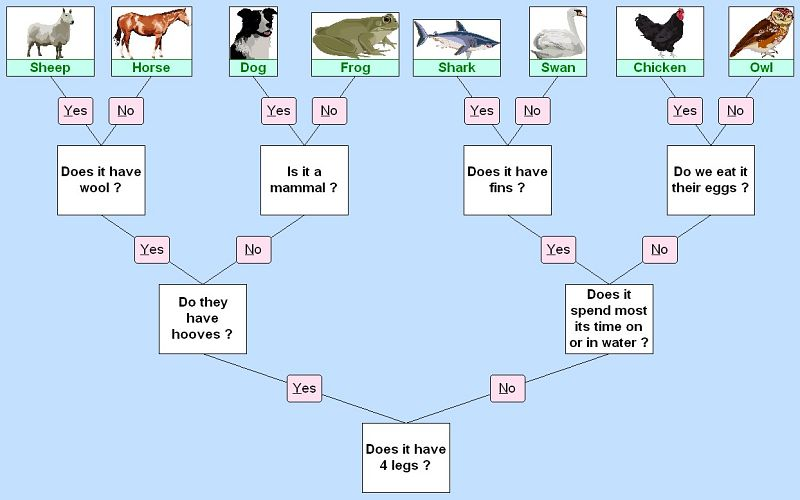 Sheep
Horse
Dog
Frog
Shark
Swan
Chicken
Owl
Yes
No
Yes
No
Yes
No
Yes
No
Does it have
wool ?
Is it a
mammal ?
Does it have
fins ?
Do we eat it
their eggs ?
Yes
No
Yes
No
Do they
have
hooves ?
Does it
spend most
its time on
or in water ?
Yes
No
Does it have
4 legs ?